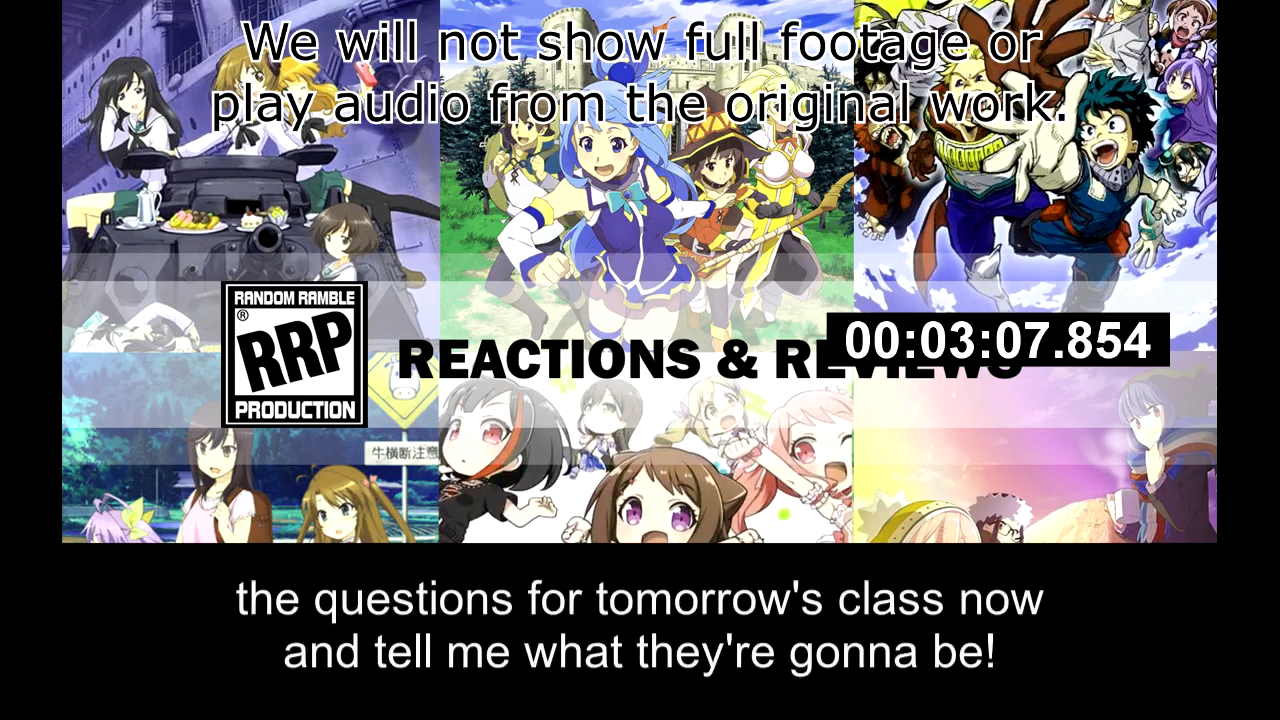 We will not show full footage or
play audio from the original work.
RANDOM RAMBLE
®
RRP
PRODUCTION
REACTIONS & REVIEWS
00:03:07.854
牛横断注意
the questions for tomorrow's class now
and tell me what they're gonna be!